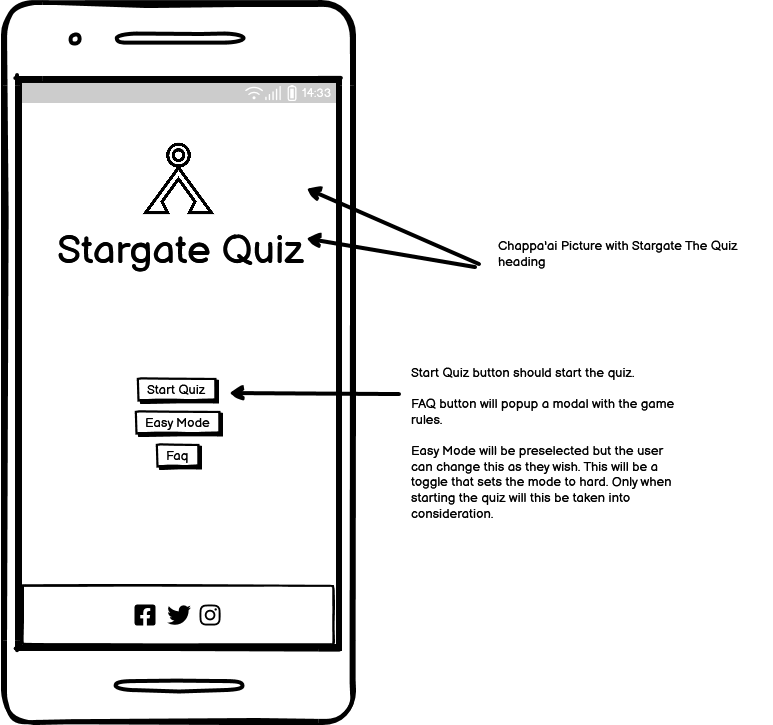 14:33
Stargate Quiz
Chappa'ai Picture with Stargate The Quiz
heading
Start Quiz
Easy Mode
Faq
Start Quiz button should start the quiz.
FAQ button will popup a modal with the game
rules.
Easy Mode will be preselected but the user
can change this as they wish. This will be a
toggle that sets the mode to hard. Only when
starting the quiz will this be taken into
consideration.